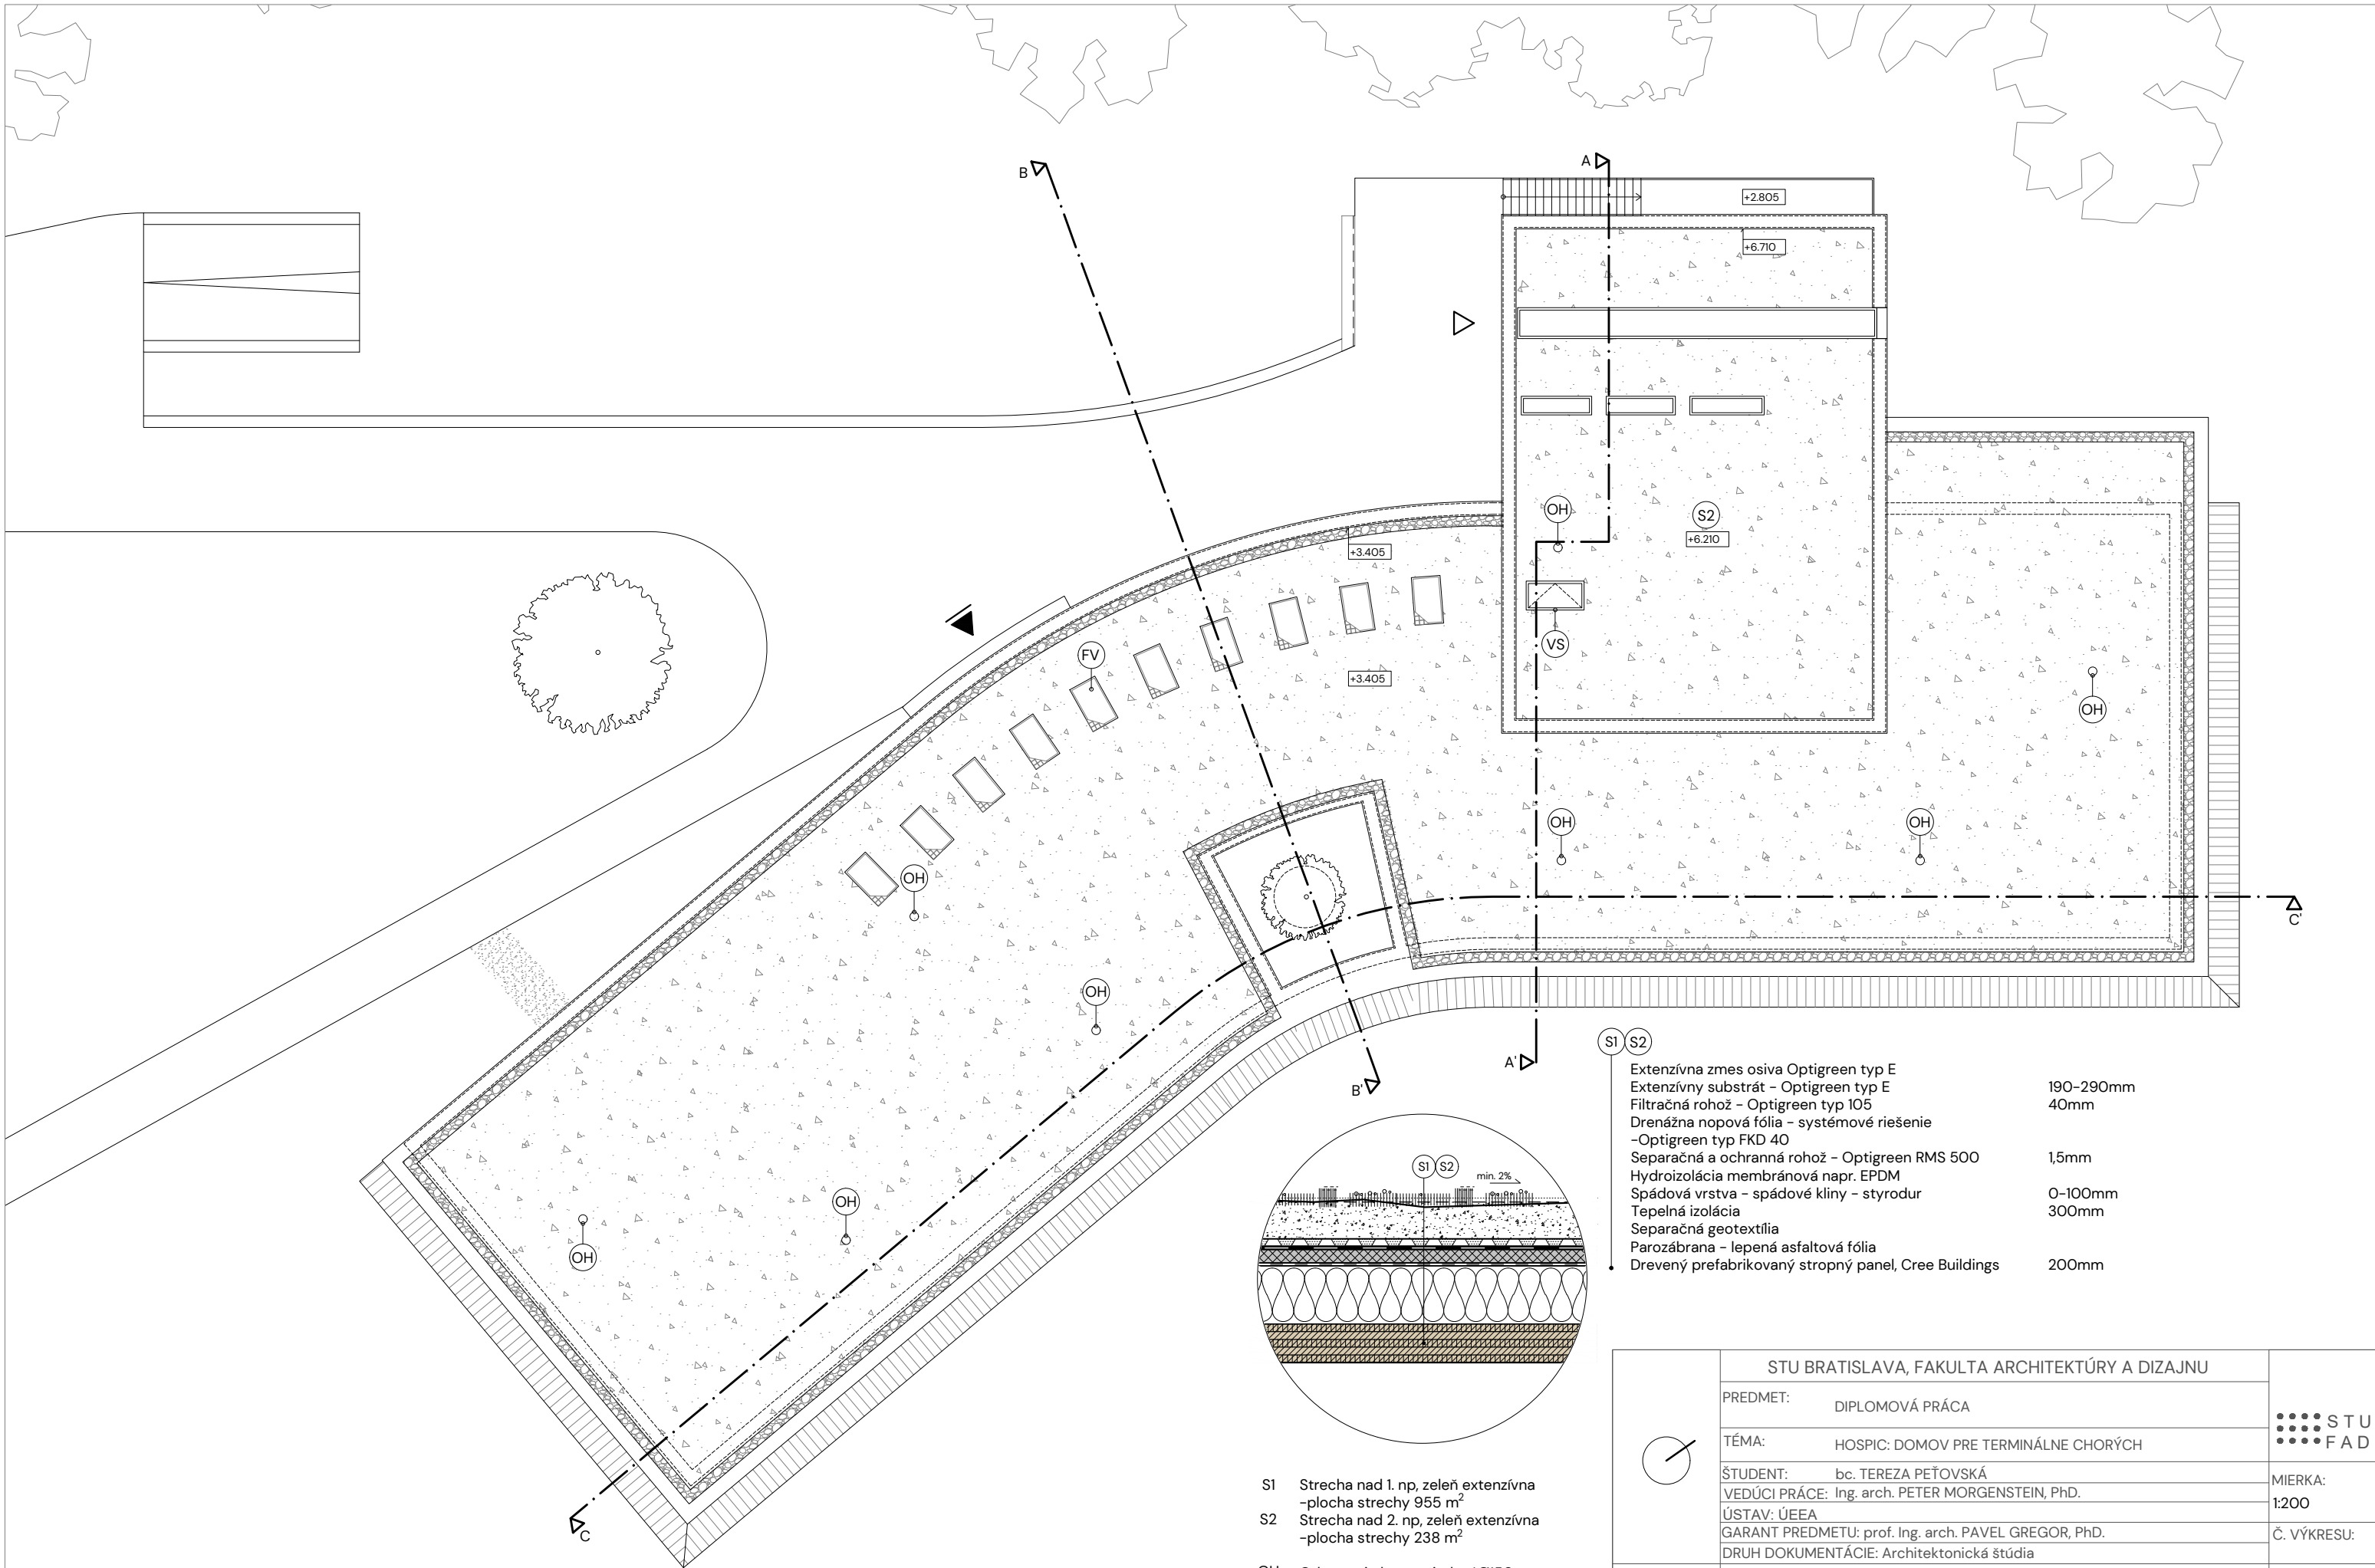 B
A
+2.805
+6.710
OH
S2
+6.210
+3.405
FV
VS
+3.405
OH
OH
OH
OH
C'
OH
A'
B'
OH
OH
C
S1 S2
Extenzívna zmes osiva Optigreen typ E
Extenzívny substrát - Optigreen typ E 190-290mm
Filtračná rohož - Optigreen typ 105 40mm
Drenážna nopová fólia - systémové riešenie
-Optigreen typ FKD 40
Separačná a ochranná rohož - Optigreen RMS 500 1,5mm
Hydroizolácia membránová napr. EPDM
Spádová vrstva - spádové kliny - styrodur 0-100mm
Tepelná izolácia 300mm
Separačná geotextília
Parozábrana - lepená asfaltová fólia
Drevený prefabrikovaný stropný panel, Cree Buildings 200mm
S1 S2
min. 2%
S1 Strecha nad 1. np, zeleň extenzívna
-plocha strechy 955 m²
S2 Strecha nad 2. np, zeleň extenzívna
-plocha strechy 238 m²
STU BRATISLAVA, FAKULTA ARCHITEKTÚRY A DIZAJNU
PREDMET: DIPLOMOVÁ PRÁCA
TÉMA: HOSPIC: DOMOV PRE TERMINÁLNE CHORÝCH
ŠTUDENT: bc. TEREZA PEŤOVSKÁ
VEDÚCI PRÁCE: Ing. arch. PETER MORGENSTEIN, PhD.
ÚSTAV: ÚEEA
GARANT PREDMETU: prof. Ing. arch. PAVEL GREGOR, PhD.
DRUH DOKUMENTÁCIE: Architektonická štúdia
STU
FAD
MIERKA:
1:200
Č. VÝKRESU: